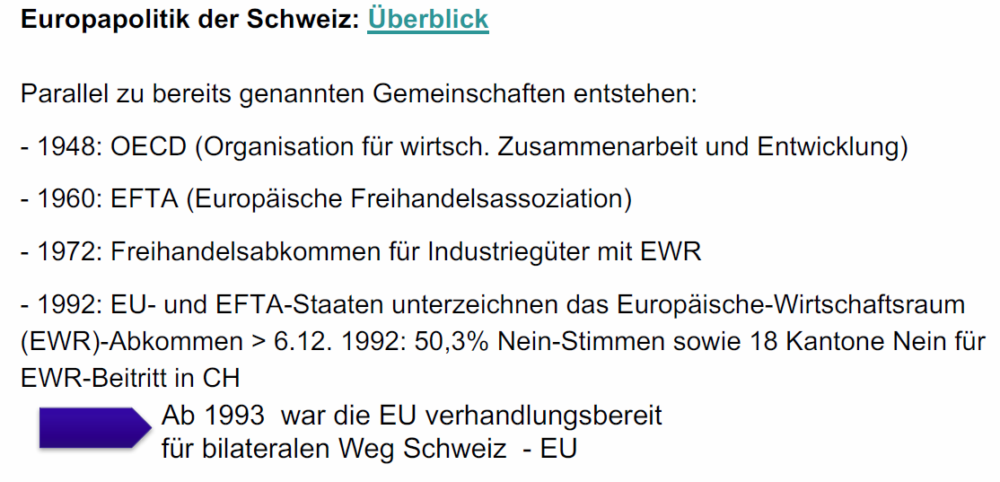 Europapolitik der Schweiz: Überblick
Parallel zu bereits genannten Gemeinschaften entstehen:
- 1948: OECD (Organisation für wirtsch. Zusammenarbeit und Entwicklung)
- 1960: EFTA (Europäische Freihandelsassoziation)
- 1972: Freihandelsabkommen für Industriegüter mit EWR
- 1992: EU- und EFTA-Staaten unterzeichnen das Europäische-Wirtschaftsraum
(EWR)-Abkommen > 6.12. 1992: 50,3% Nein-Stimmen sowie 18 Kantone Nein für
EWR-Beitritt in CH
Ab 1993 war die EU verhandlungsbereit
für bilateralen Weg Schweiz - EU